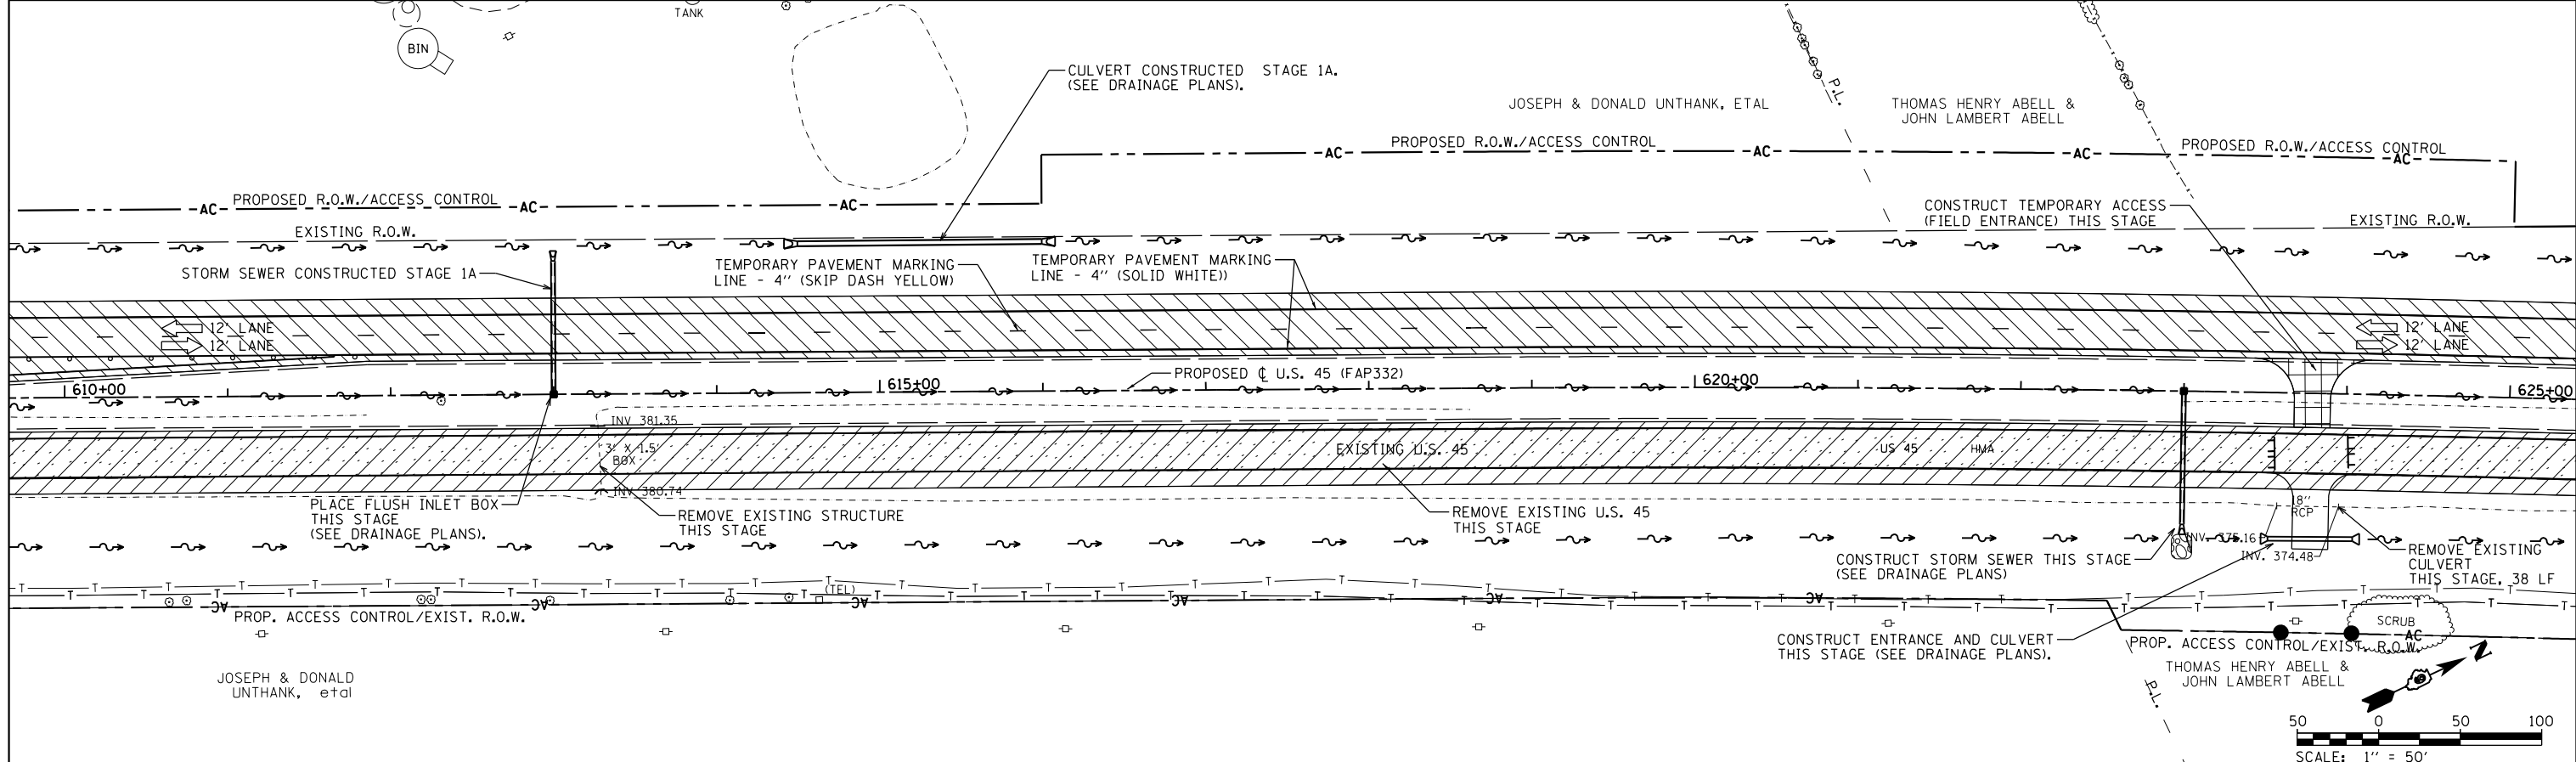 TANK
BIN
CULVERT CONSTRUCTED STAGE 1A.
(SEE DRAINAGE PLANS).
JOSEPH & DONALD UNTHANK, ETAL
P.L.
THOMAS HENRY ABELL &
JOHN LAMBERT ABELL
PROPOSED R.O.W./ACCESS CONTROL
AC
AC
AC
PROPOSED R.O.W./ACCESS CONTROL
AC
PROPOSED R.O.W./ACCESS CONTROL
AC
AC
AC
CONSTRUCT TEMPORARY ACCESS
(FIELD ENTRANCE) THIS STAGE
EXISTING R.O.W.
EXISTING R.O.W.
STORM SEWER CONSTRUCTED STAGE 1A
TEMPORARY PAVEMENT MARKING
LINE - 4'' (SKIP DASH YELLOW)
TEMPORARY PAVEMENT MARKING
LINE - 4'' (SOLID WHITE))
12' LANE
12' LANE
12' LANE
12' LANE
610+00
615+00
PROPOSED ℄ U.S. 45 (FAP332)
620+00
625+00
INV 381.35
3' X 1.5'
BOX
INV 380.74
EXISTING U.S. 45
US 45
HMA
PLACE FLUSH INLET BOX
THIS STAGE
(SEE DRAINAGE PLANS).
REMOVE EXISTING STRUCTURE
THIS STAGE
REMOVE EXISTING U.S. 45
THIS STAGE
18''
RCP
INV. 375.16
INV. 374.48
CONSTRUCT STORM SEWER THIS STAGE
(SEE DRAINAGE PLANS)
REMOVE EXISTING
CULVERT
THIS STAGE, 38 LF
T T T T T T T T T T T T T T T T T T T T T T T T T T T T T T T T T T
(TEL)
AC
AC
AC
AC
AC
AC
PROP. ACCESS CONTROL/EXIST. R.O.W.
CONSTRUCT ENTRANCE AND CULVERT
THIS STAGE (SEE DRAINAGE PLANS).
SCRUB
AC
PROP. ACCESS CONTROL/EXIST. R.O.W.
THOMAS HENRY ABELL &
JOHN LAMBERT ABELL
P.L.
JOSEPH & DONALD
UNTHANK, etal
N
50 0 50 100
SCALE: 1'' = 50'